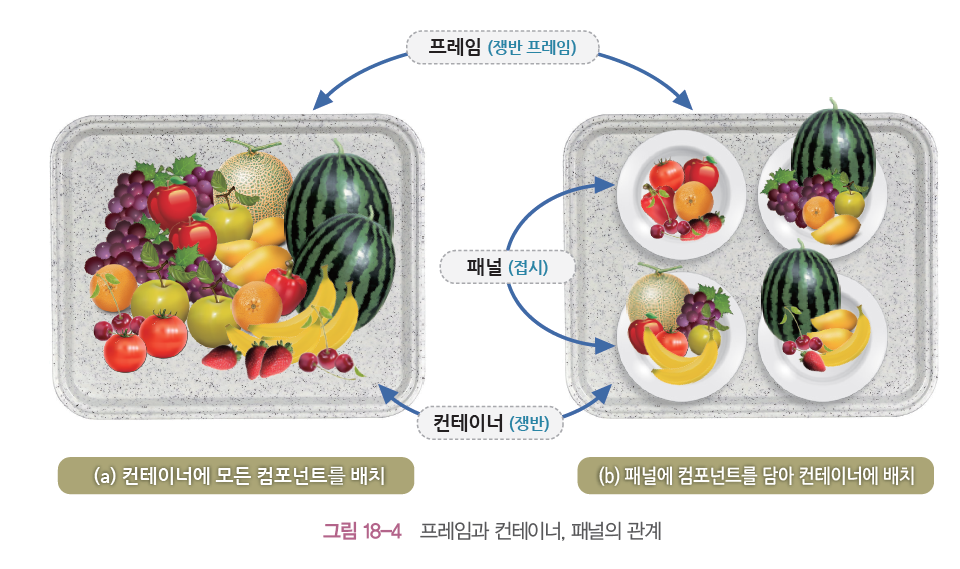 프레임 (쟁반 프레임)
패널 (접시)
컨테이너 (쟁반)
(a) 컨테이너에 모든 컴포넌트를 배치
(b) 패널에 컴포넌트를 담아 컨테이너에 배치
그림 18-4 프레임과 컨테이너, 패널의 관계